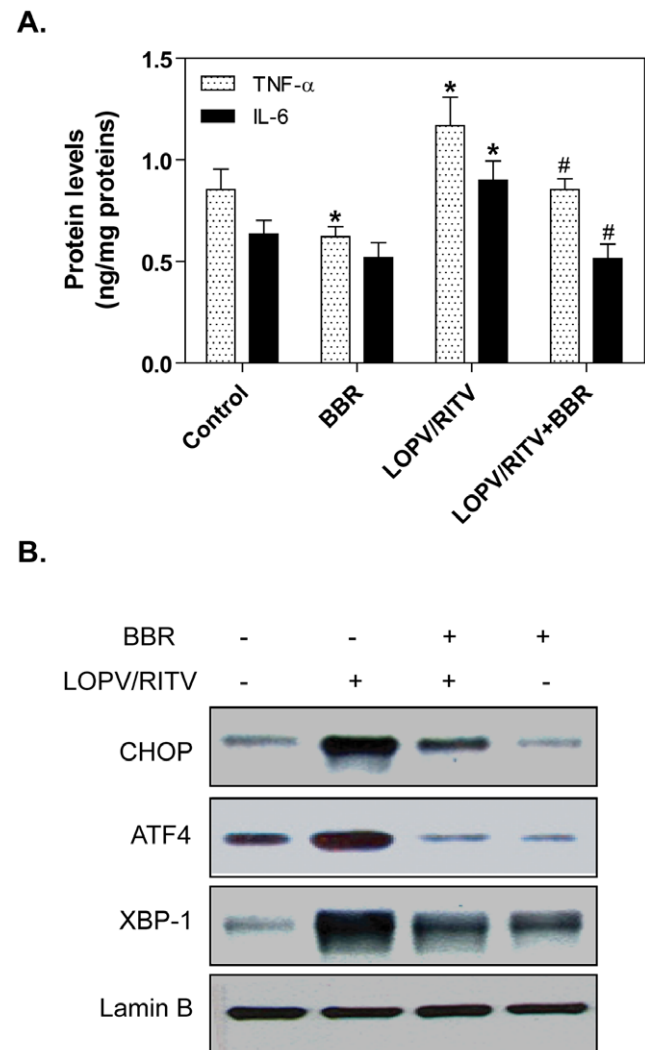 A.
Protein levels
(ng/mg proteins)
1.5
1.0
0.5
0.0
TNF-α
IL-6
*
*
*
#
#
Control
BBR
LOPV/RITV
LOPV/RITV+BBR
B.
BBR - - + +
LOPV/RITV - + + -
CHOP
ATF4
XBP-1
Lamin B